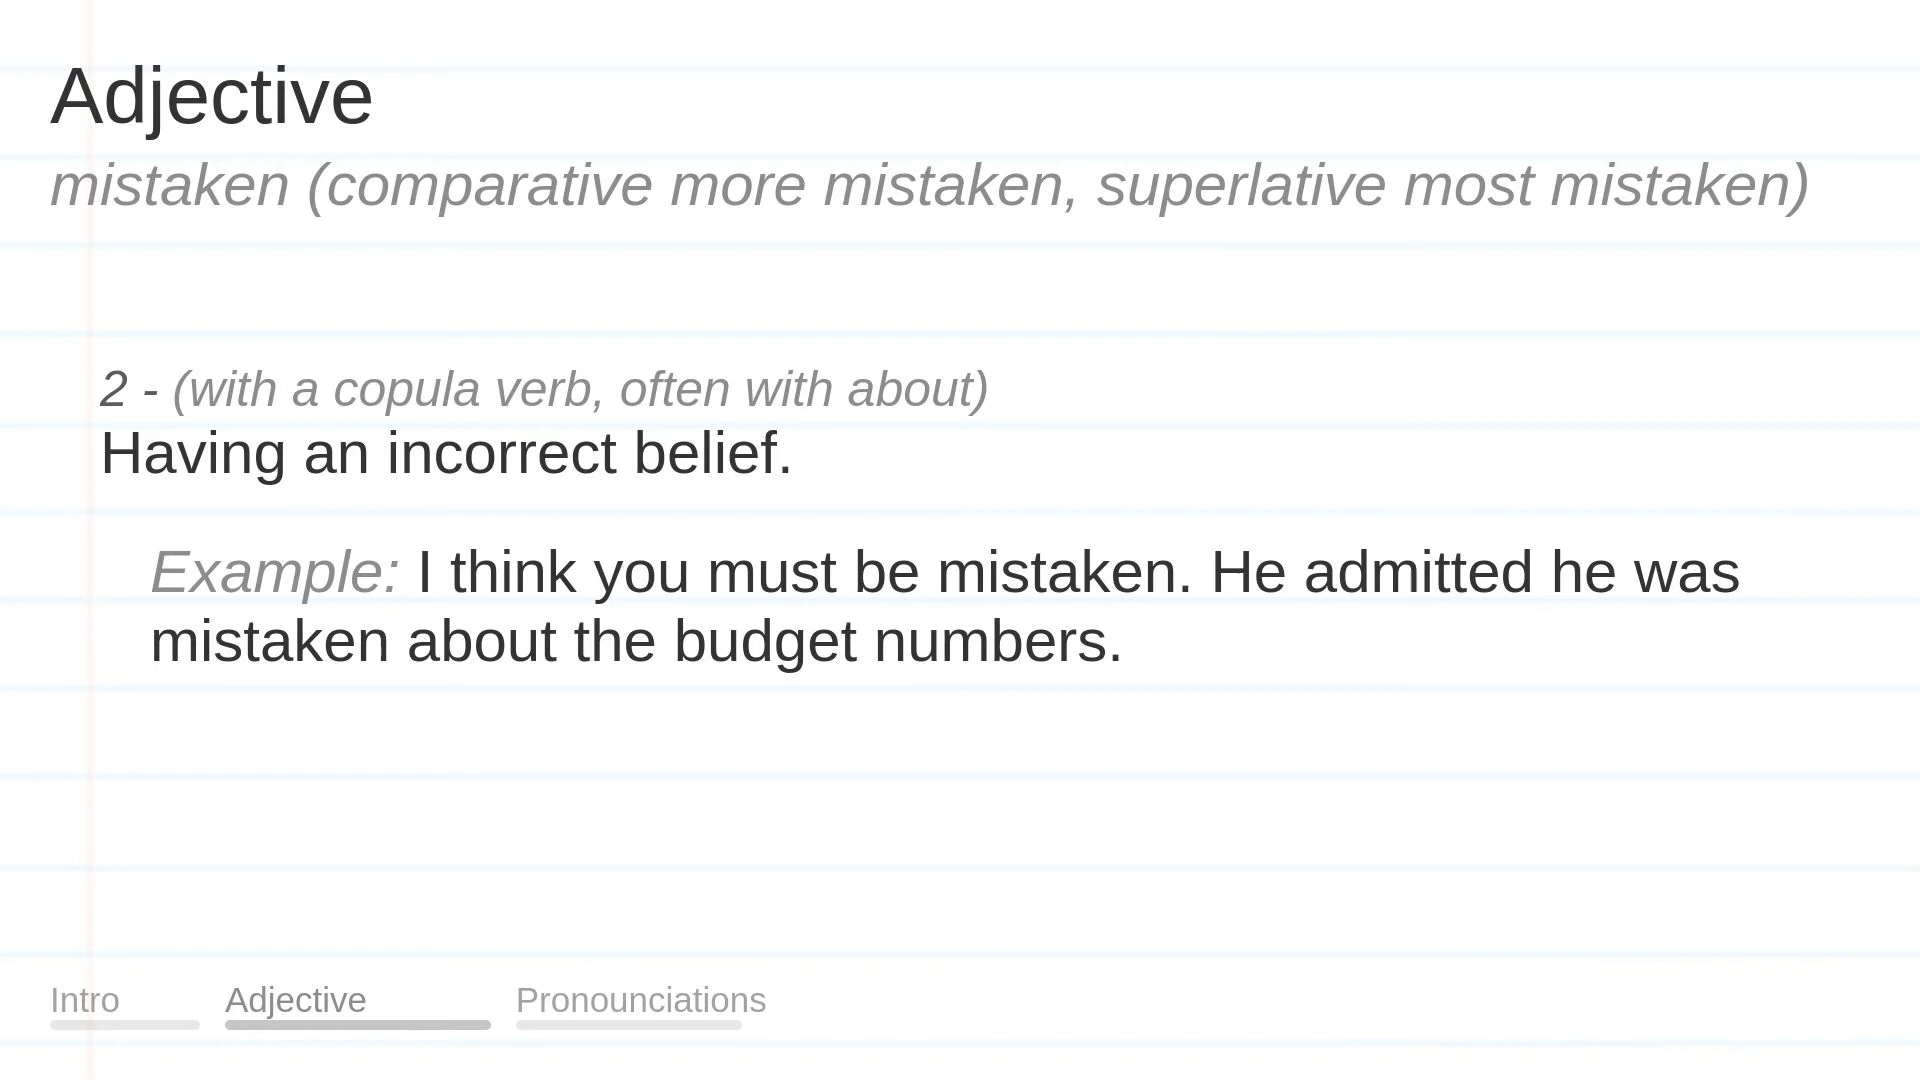 Adjective
mistaken (comparative more mistaken, superlative most mistaken)
2 - (with a copula verb, often with about)
Having an incorrect belief.
Example: I think you must be mistaken. He admitted he was
mistaken about the budget numbers.
Intro Adjective Pronounciations